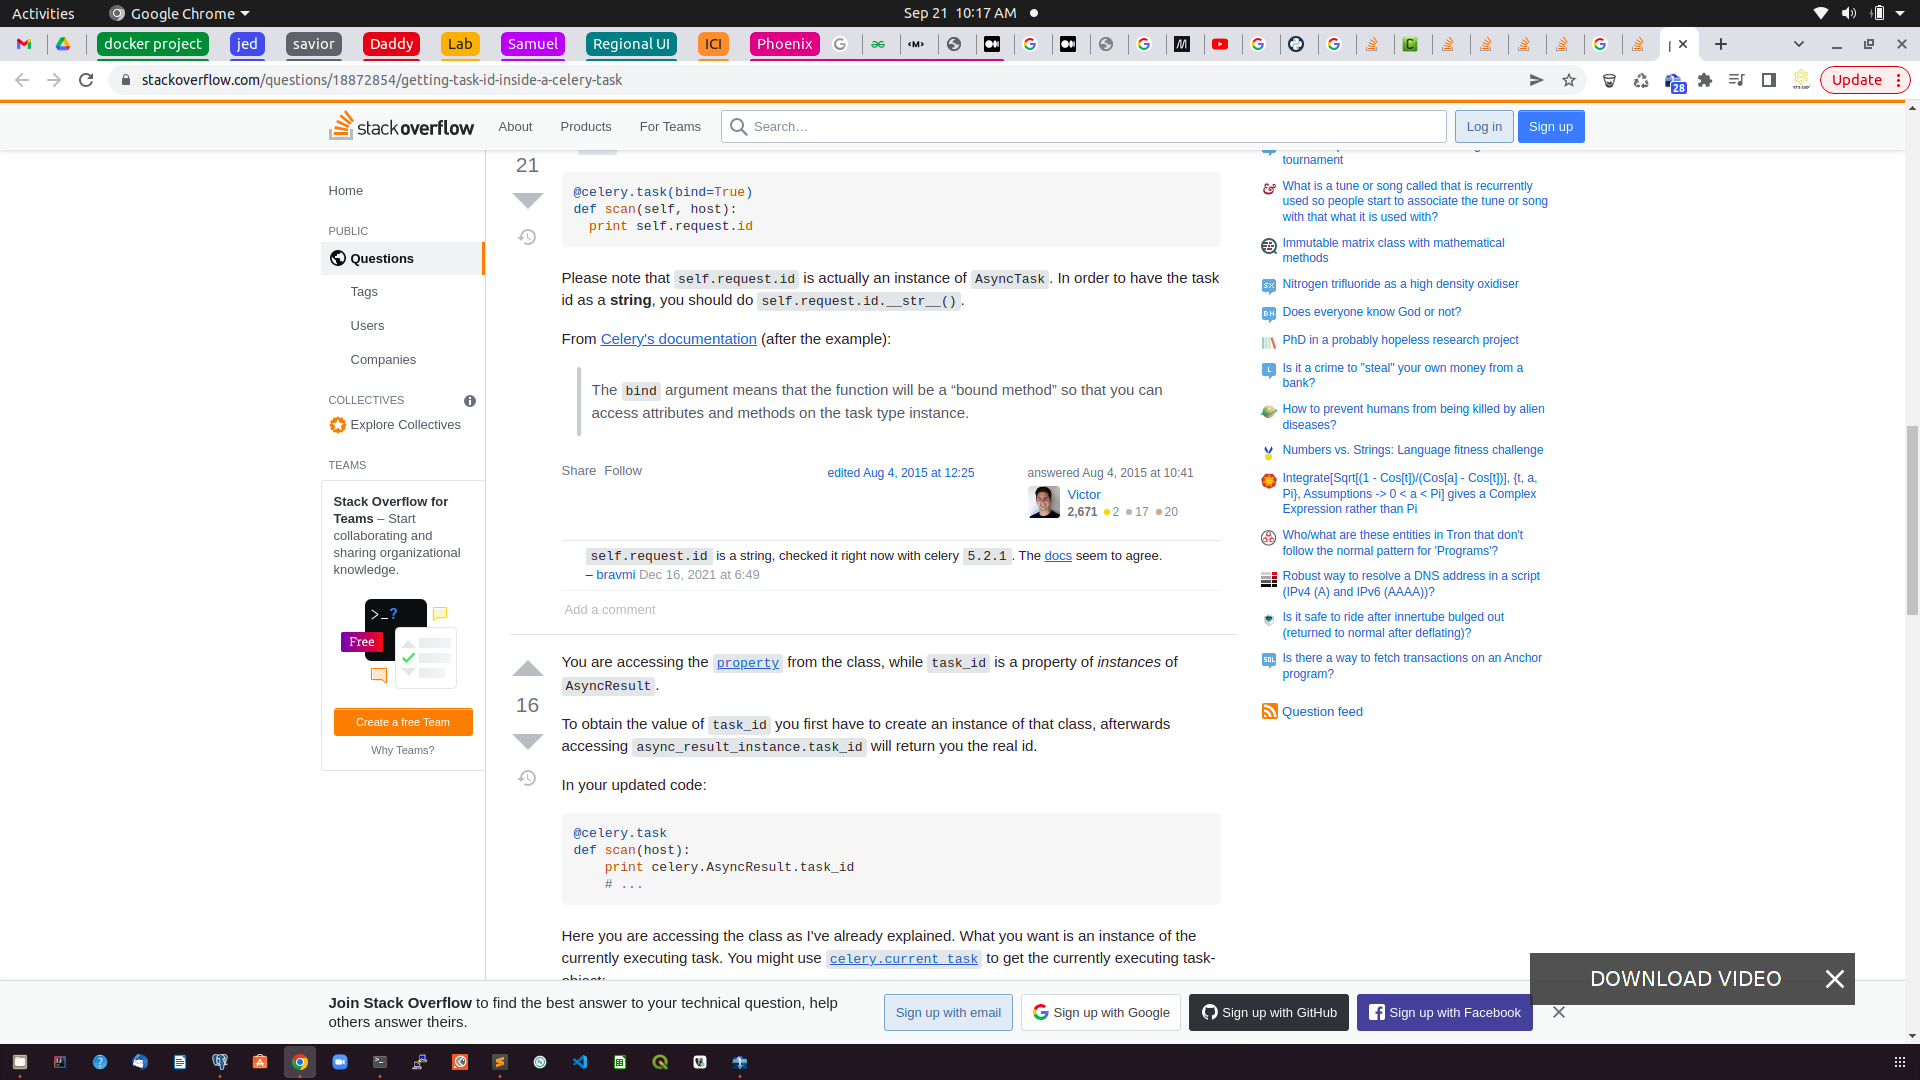 Activities
Google Chrome
Sep 21 10:17 AM
docker project
jed
savior
Daddy
Lab
Samuel
Regional UI
ICI
Phoenix
stackoverflow.com/questions/18872854/getting-task-id-inside-a-celery-task
28
Update
stackoverflow
About
Products
For Teams
Search…
Log in
Sign up
Home
PUBLIC
Questions
Tags
Users
Companies
COLLECTIVES
Explore Collectives
TEAMS
Stack Overflow for
Teams – Start
collaborating and
sharing organizational
knowledge.
>_?
Free
Create a free Team
Why Teams?
21
@celery.task(bind=True)
def scan(self, host):
print self.request.id
Please note that self.request.id is actually an instance of AsyncTask. In order to have the task
id as a string, you should do self.request.id.__str__().
From Celery's documentation (after the example):
The bind argument means that the function will be a “bound method” so that you can
access attributes and methods on the task type instance.
Share Follow
edited Aug 4, 2015 at 12:25
answered Aug 4, 2015 at 10:41
Victor
2,671 2 17 20
self.request.id is a string, checked it right now with celery 5.2.1. The docs seem to agree.
– bravmi Dec 16, 2021 at 6:49
Add a comment
16
You are accessing the property from the class, while task_id is a property of instances of
AsyncResult.
To obtain the value of task_id you first have to create an instance of that class, afterwards
accessing async_result_instance.task_id will return you the real id.
In your updated code:
@celery.task
def scan(host):
print celery.AsyncResult.task_id
# ...
Here you are accessing the class as I've already explained. What you want is an instance of the
currently executing task. You might use celery.current_task to get the currently executing task-
object:
tournament
What is a tune or song called that is recurrently
used so people start to associate the tune or song
with that what it is used with?
Immutable matrix class with mathematical
methods
Nitrogen trifluoride as a high density oxidiser
Does everyone know God or not?
PhD in a probably hopeless research project
Is it a crime to "steal" your own money from a
bank?
How to prevent humans from being killed by alien
diseases?
Numbers vs. Strings: Language fitness challenge
Integrate[Sqrt[(1 - Cos[t])/(Cos[a] - Cos[t])], {t, a,
Pi}, Assumptions -> 0 < a < Pi] gives a Complex
Expression rather than Pi
Who/what are these entities in Tron that don't
follow the normal pattern for 'Programs'?
Robust way to resolve a DNS address in a script
(IPv4 (A) and IPv6 (AAAA))?
Is it safe to ride after innertube bulged out
(returned to normal after deflating)?
Is there a way to fetch transactions on an Anchor
program?
Question feed
DOWNLOAD VIDEO
Join Stack Overflow to find the best answer to your technical question, help
others answer theirs.
Sign up with email
Sign up with Google
Sign up with GitHub
Sign up with Facebook